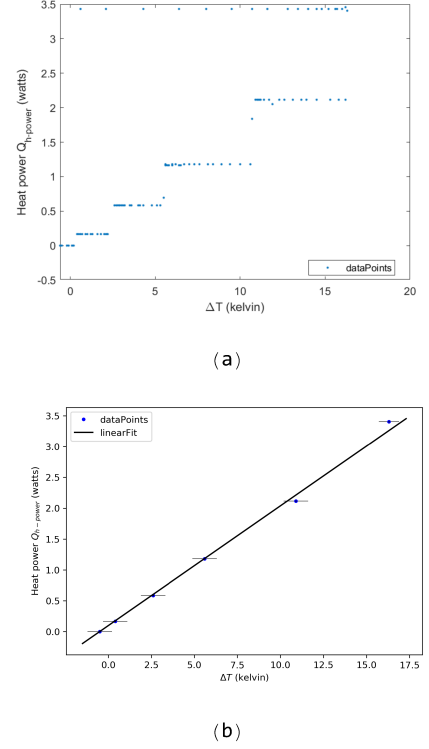 3.5
3
2.5
2
1.5
1
0.5
0
-0.5
Heat power Q_h-power (watts)
dataPoints
0 5 10 15 20
ΔT (kelvin)
(a)
dataPoints
linearFit
3.5
3.0
2.5
2.0
1.5
1.0
0.5
0.0
Heat power Q_h−power (watts)
0.0 2.5 5.0 7.5 10.0 12.5 15.0 17.5
ΔT (kelvin)
(b)